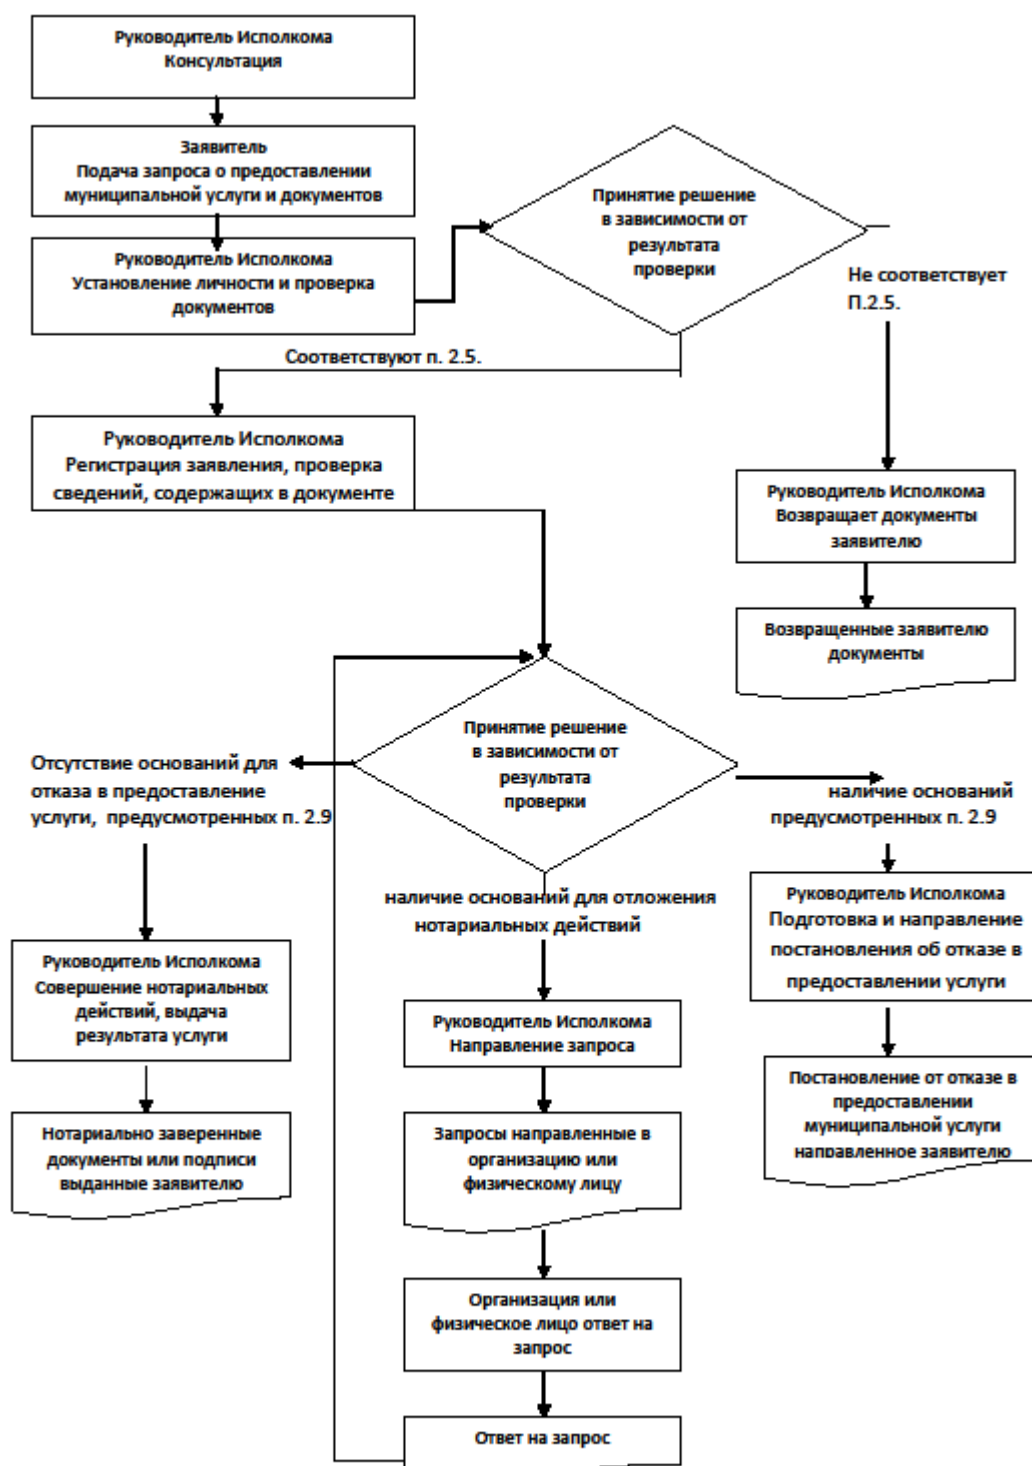 Руководитель Исполкома
Консультация
Заявитель
Подача запроса о предоставлении
муниципальной услуги и документов
Руководитель Исполкома
Установление личности и проверка
документов
Принятие решение
в зависимости от
результата
проверки
Не соответствует
П.2.5.
Соответствуют п. 2.5.
Руководитель Исполкома
Регистрация заявления, проверка
сведений, содержащих в документе
Руководитель Исполкома
Возвращает документы
заявителю
Возвращенные заявителю
документы
Принятие решение
в зависимости от
результата
проверки
Отсутствие оснований для
отказа в предоставление
услуги, предусмотренных п. 2.9
наличие оснований
предусмотренных п. 2.9
наличие оснований для отложения
нотариальных действий
Руководитель Исполкома
Подготовка и направление
постановления об отказе в
предоставлении услуги
Руководитель Исполкома
Совершение нотариальных
действий, выдача
результата услуги
Руководитель Исполкома
Направление запроса
Постановление от отказе в
предоставлении
муниципальной услуги
направленное заявителю
Нотариально заверенные
документы или подписи
выданные заявителю
Запросы направленные в
организацию или
физическому лицу
Организация или
физическое лицо ответ на
запрос
Ответ на запрос